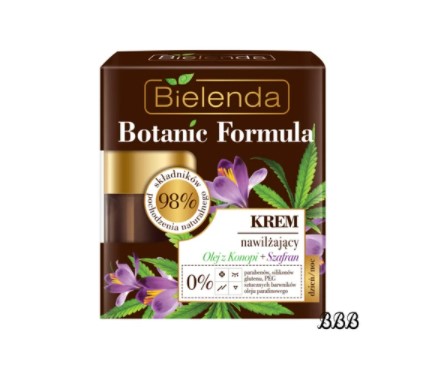 Bielenda
Botanic Formula
98%
składników
pochodzenia naturalnego
KREM
nawilżający
Olej z Konopi + Szafran
0%
parabenów, silikonów
glutenu, PEG
sztucznych barwników
oleju parafinowego
dzień/noc
BBB